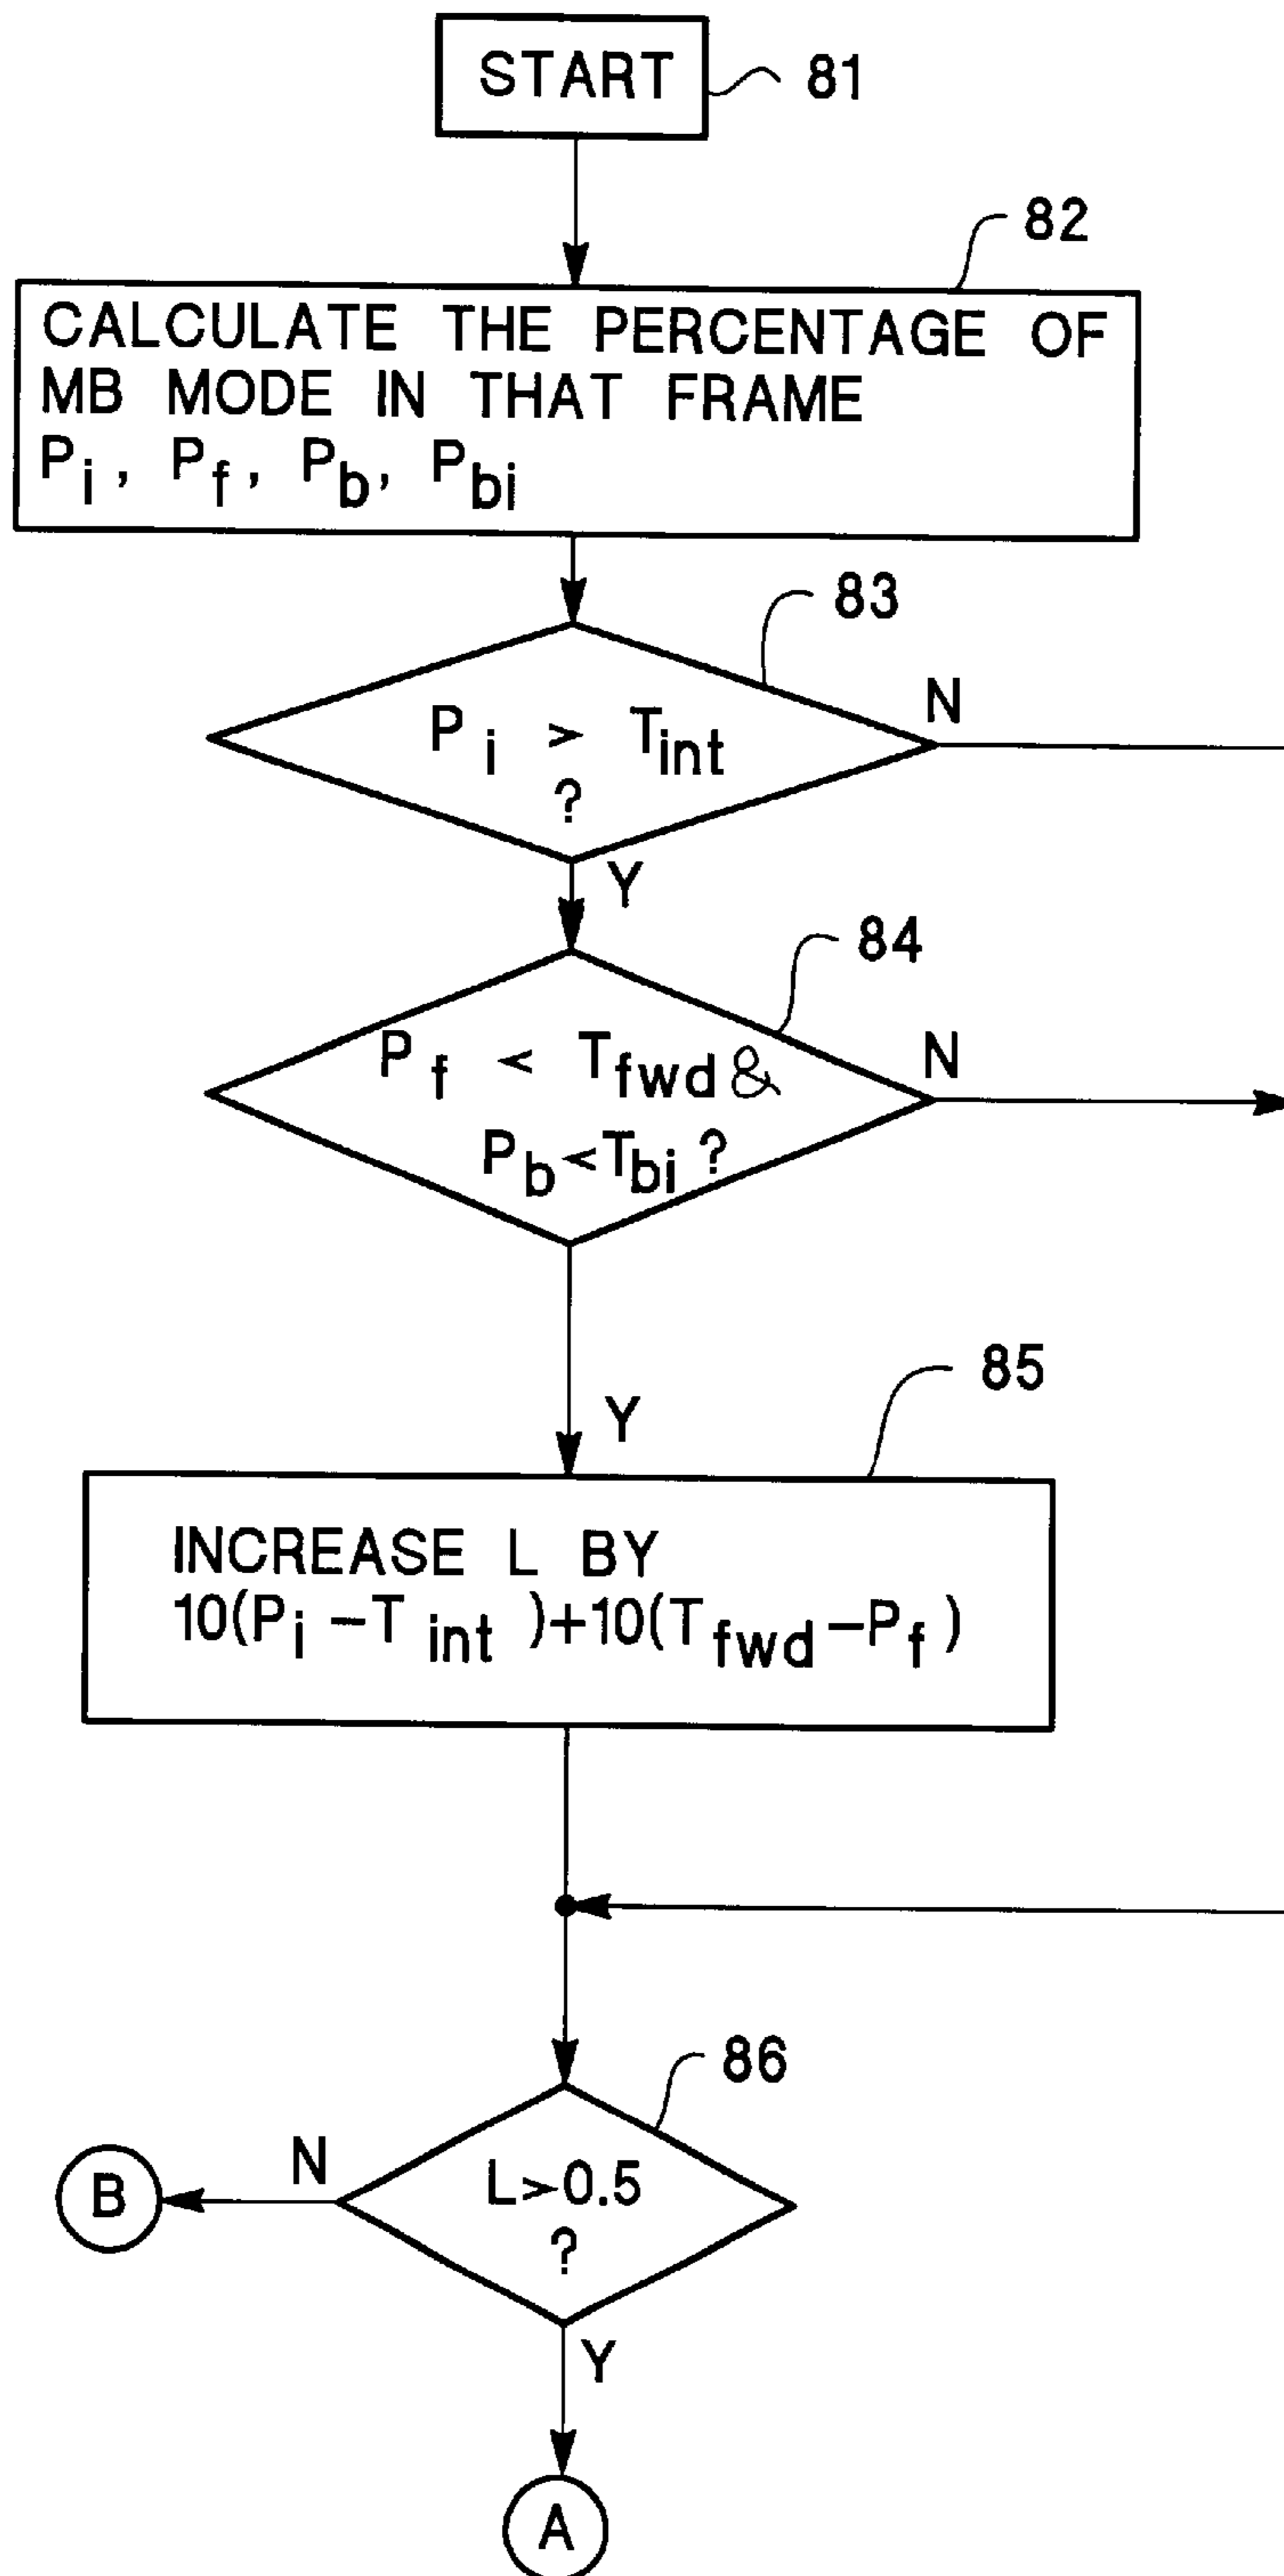 START
81
82
CALCULATE THE PERCENTAGE OF
MB MODE IN THAT FRAME
Pi, Pf, Pb, Pbi
83
Pi > Tint
?
N
Y
84
Pf < Tfwd &
Pb<Tbi ?
N
Y
85
INCREASE L BY
10(Pi-Tint)+10(Tfwd-Pf)
86
L>0.5
?
N
B
Y
A